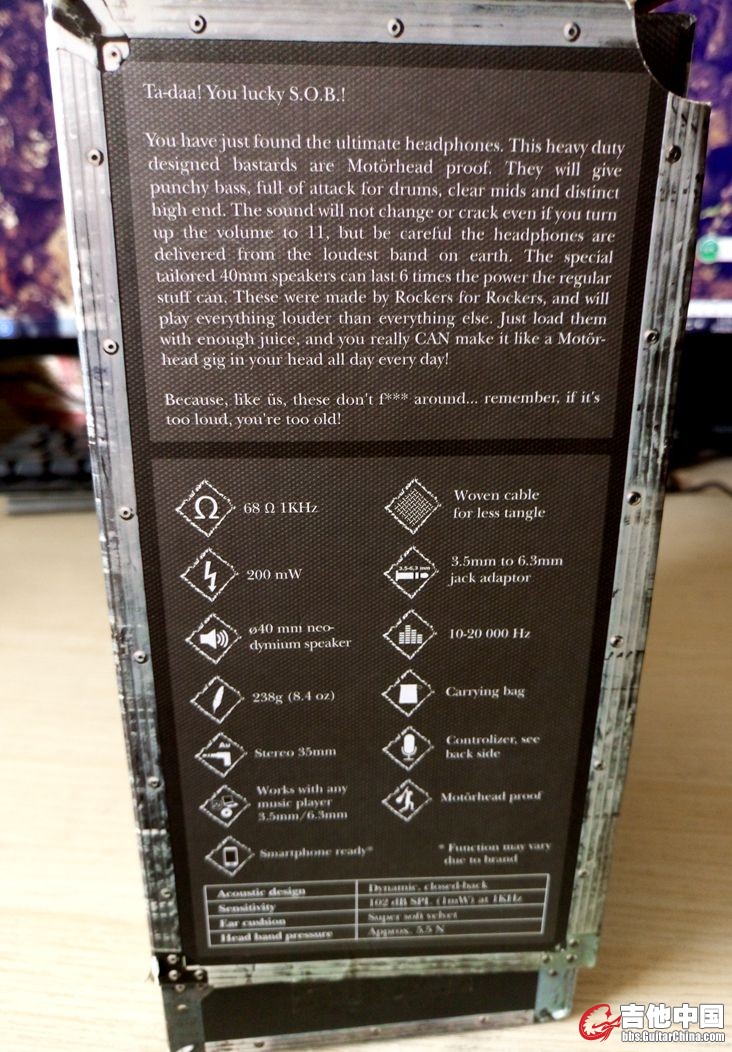 Ta-daa! You lucky S.O.B.!
You have just found the ultimate headphones. This heavy duty
designed bastards are Motörhead proof. They will give
punchy bass, full of attack for drums, clear mids and distinct
high end. The sound will not change or crack even if you turn
up the volume to 11, but be careful the headphones are
delivered from the loudest band on earth. The special
tailored 40mm speakers can last 6 times the power the regular
stuff can. These were made by Rockers for Rockers, and will
play everything louder than everything else. Just load them
with enough juice, and you really CAN make it like a Motör-
head gig in your head all day every day!
Because, like üs, these don't f*** around... remember, if it's
too loud, you're too old!
Ω
68 Ω 1KHz
Woven cable
for less tangle
200 mW
3.5-6.3 mm
3.5mm to 6.3mm
jack adaptor
ø40 mm neo-
dymium speaker
10-20 000 Hz
238g (8.4 oz)
Carrying bag
Au
Stereo 35mm
Controlizer, see
back side
Works with any
music player
3.5mm/6.3mm
Motörhead proof
Smartphone ready*
* Function may vary
due to brand
Acoustic design Dynamic, closed-back
Sensitivity 102 dB SPL (1mW) at 1KHz
Ear cushion Super soft velvet
Head band pressure Approx. 5.5 N
吉他中国
bbs.GuitarChina.com